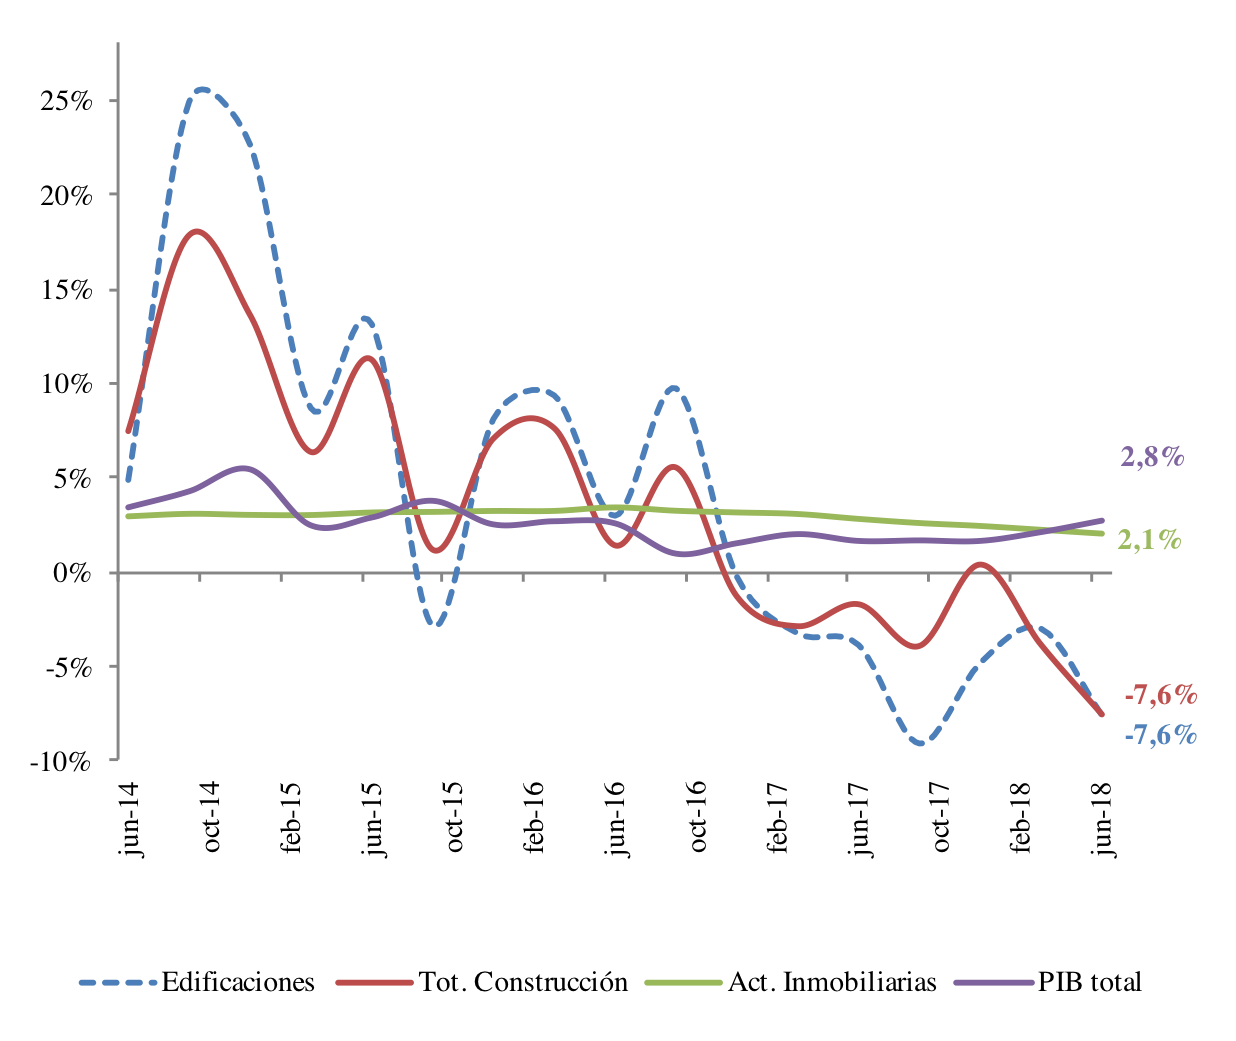 25%
20%
15%
10%
5%
0%
-5%
-10%
2,8%
2,1%
-7,6%
-7,6%
jun-14
oct-14
feb-15
jun-15
oct-15
feb-16
jun-16
oct-16
feb-17
jun-17
oct-17
feb-18
jun-18
Edificaciones Tot. Construcción Act. Inmobiliarias PIB total